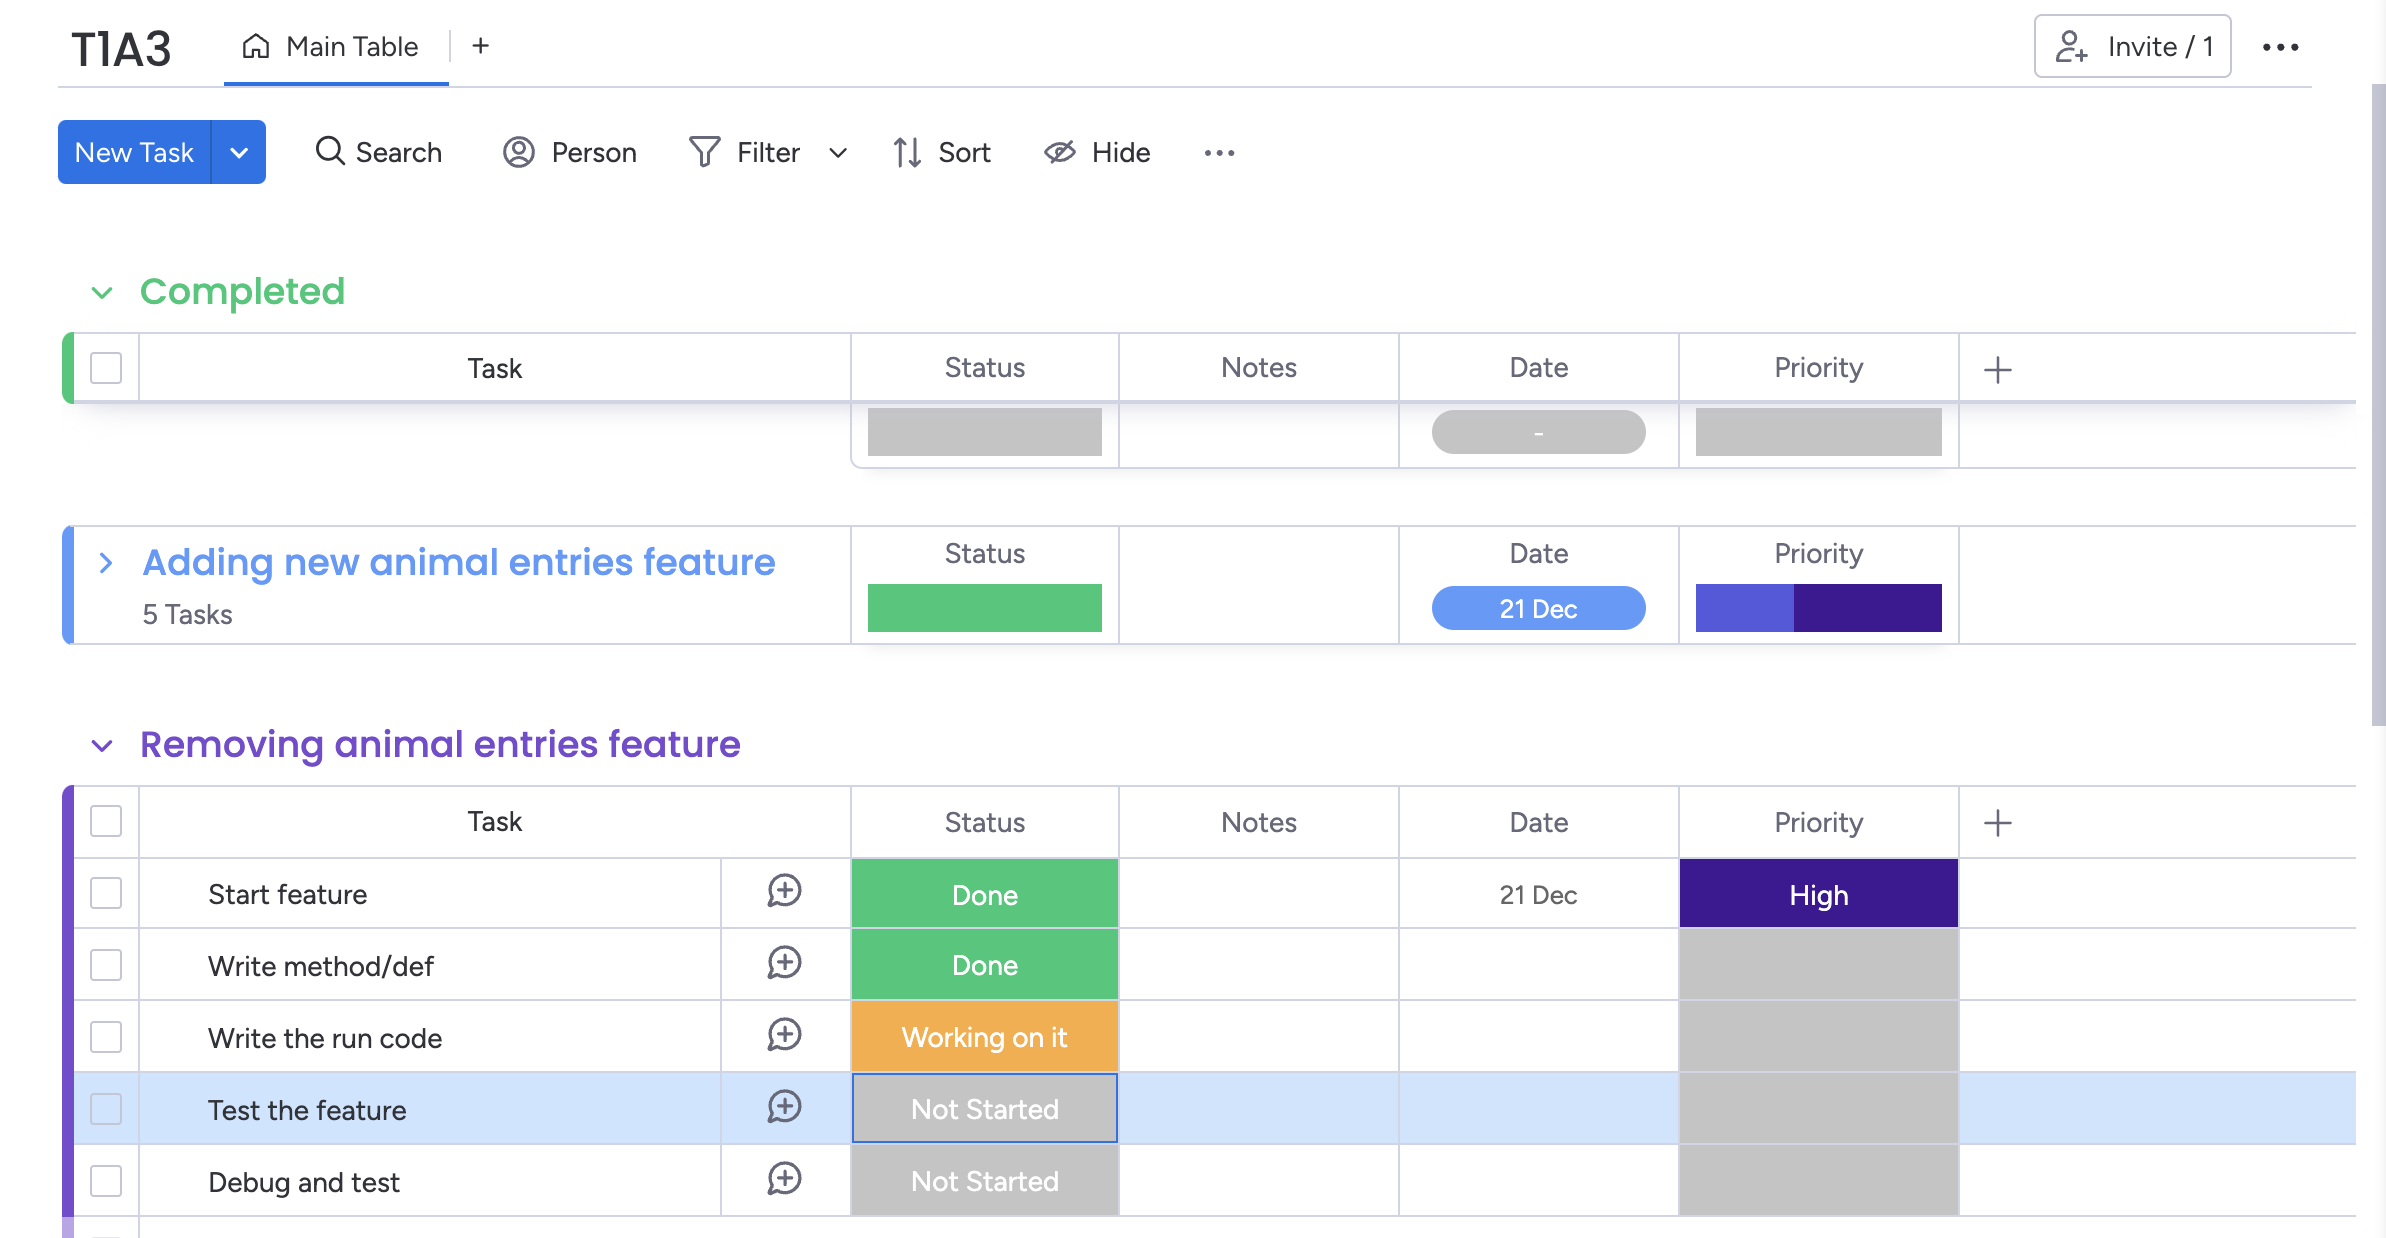 T1A3
Main Table
Invite / 1
New Task
Search
Person
Filter
Sort
Hide
Completed
Task Status Notes Date Priority
-
Adding new animal entries feature
5 Tasks
Status Date Priority
21 Dec
Removing animal entries feature
Task Status Notes Date Priority
Start feature Done 21 Dec High
Write method/def Done
Write the run code Working on it
Test the feature Not Started
Debug and test Not Started